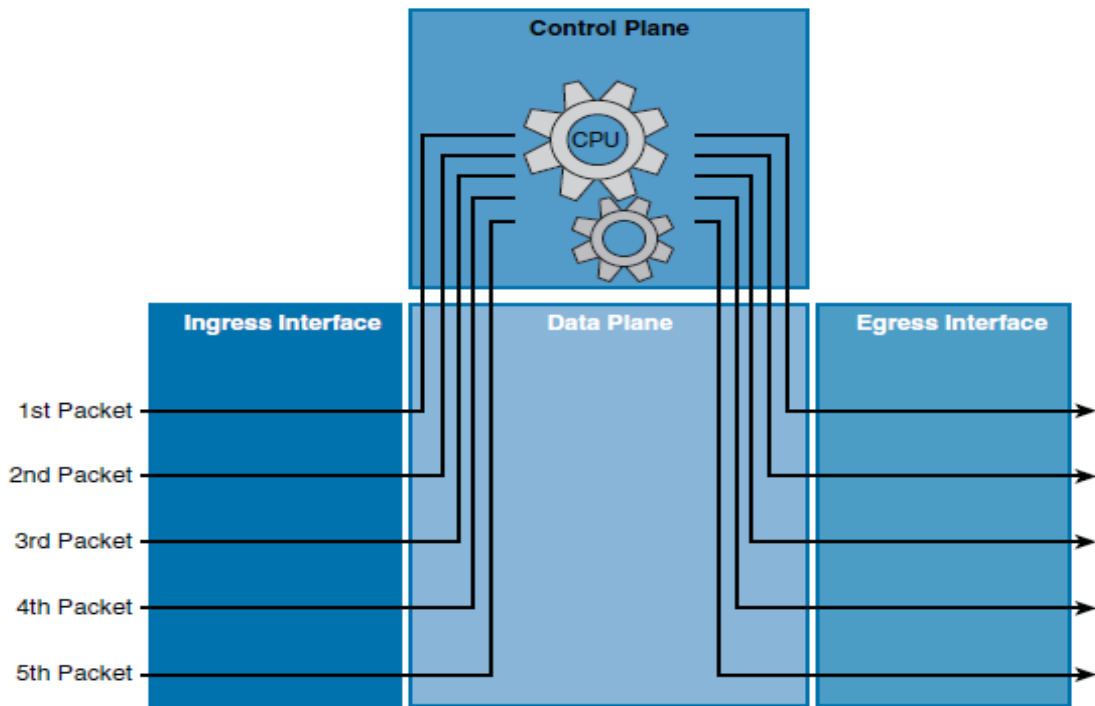 Control Plane
CPU
Ingress Interface
Data Plane
Egress Interface
1st Packet
2nd Packet
3rd Packet
4th Packet
5th Packet